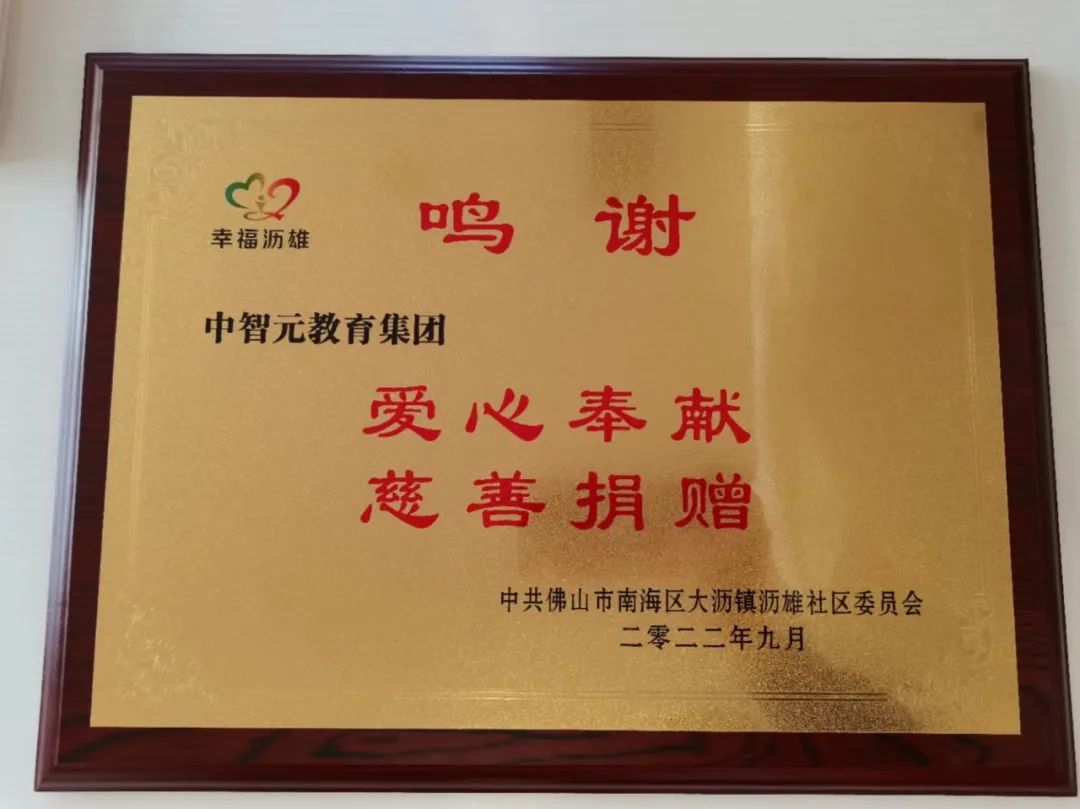 鸣谢
幸福沥雄
中智元教育集团
爱心奉献
慈善捐赠
中共佛山市南海区大沥镇沥雄社区委员会
二零二二年九月